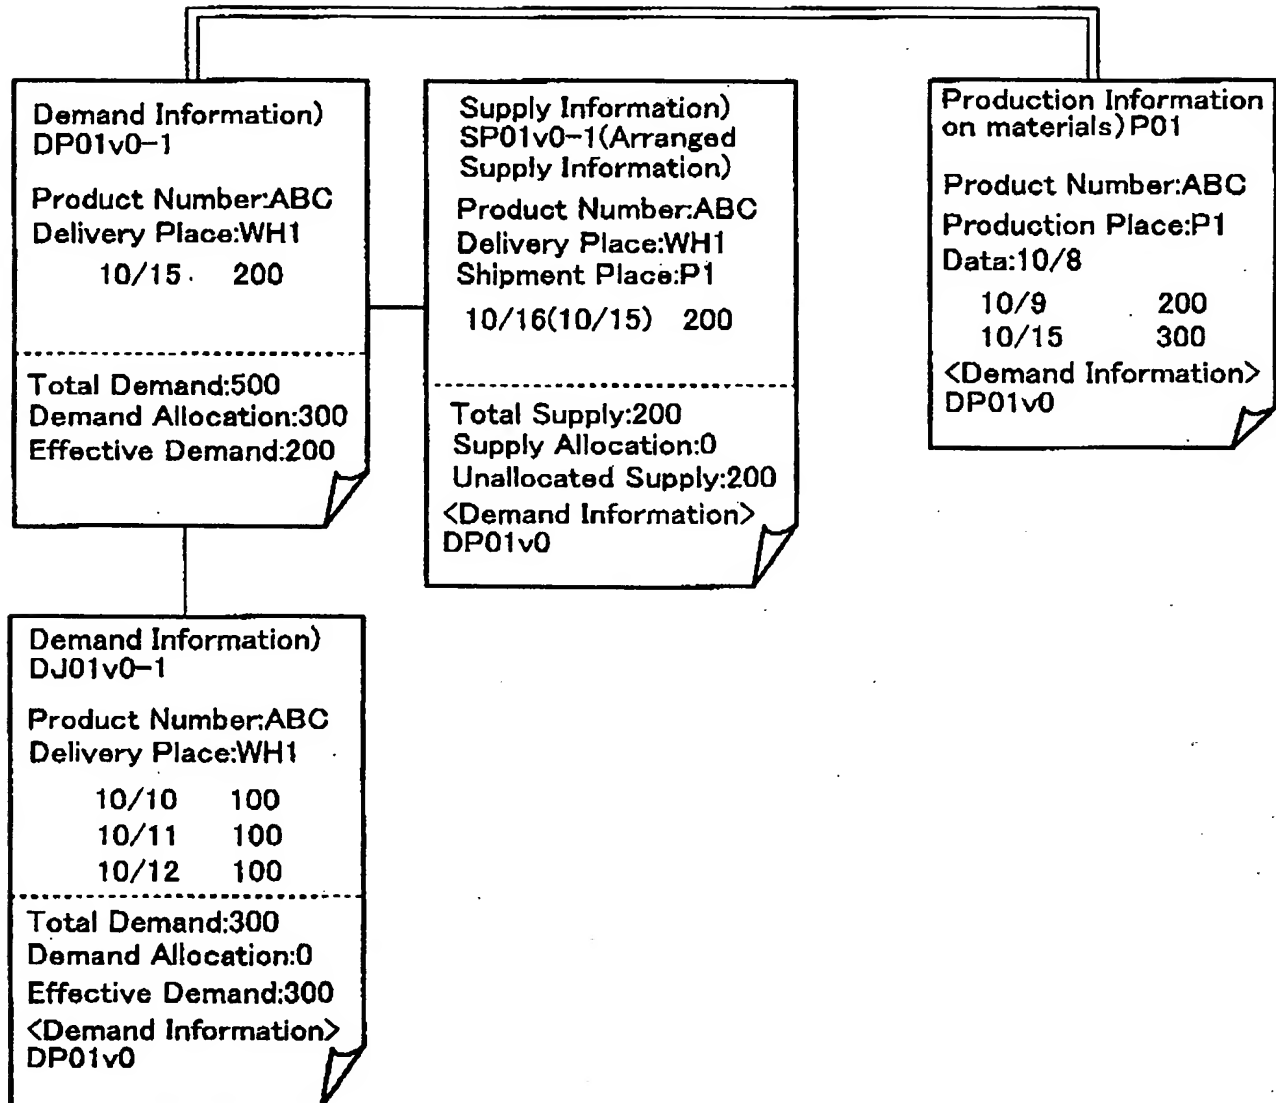 Demand Information)
DP01v0-1
Product Number:ABC
Delivery Place:WH1
10/15 200
Total Demand:500
Demand Allocation:300
Effective Demand:200
Supply Information)
SP01v0-1(Arranged
Supply Information)
Product Number:ABC
Delivery Place:WH1
Shipment Place:P1
10/16(10/15) 200
Total Supply:200
Supply Allocation:0
Unallocated Supply:200
<Demand Information>
DP01v0
Production Information
on materials)P01
Product Number:ABC
Production Place:P1
Data:10/8
10/9 200
10/15 300
<Demand Information>
DP01v0
Demand Information)
DJ01v0-1
Product Number:ABC
Delivery Place:WH1
10/10 100
10/11 100
10/12 100
Total Demand:300
Demand Allocation:0
Effective Demand:300
<Demand Information>
DP01v0